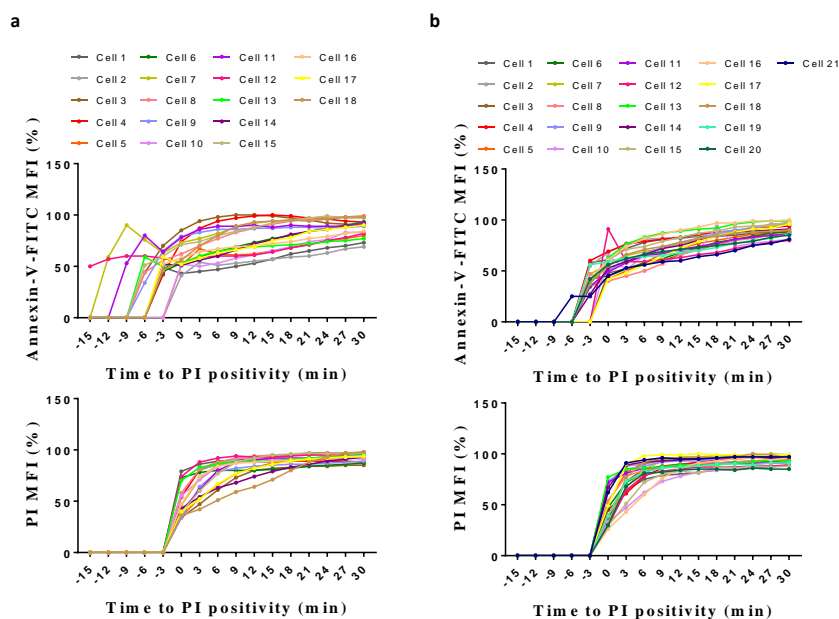 a
b
Cell 1 Cell 6 Cell 11 Cell 16
Cell 2 Cell 7 Cell 12 Cell 17
Cell 3 Cell 8 Cell 13 Cell 18
Cell 4 Cell 9 Cell 14
Cell 5 Cell 10 Cell 15
Annexin-V-FITC MFI (%)
150
100
50
0
-15 -12 -9 -6 -3 0 3 6 9 12 15 18 21 24 27 30
Time to PI positivity (min)
PI MFI (%)
150
100
50
0
-15 -12 -9 -6 -3 0 3 6 9 12 15 18 21 24 27 30
Time to PI positivity (min)
Cell 1 Cell 6 Cell 11 Cell 16 Cell 21
Cell 2 Cell 7 Cell 12 Cell 17
Cell 3 Cell 8 Cell 13 Cell 18
Cell 4 Cell 9 Cell 14 Cell 19
Cell 5 Cell 10 Cell 15 Cell 20
Annexin-V-FITC MFI (%)
150
100
50
0
-15 -12 -9 -6 -3 0 3 6 9 12 15 18 21 24 27 30
Time to PI positivity (min)
PI MFI (%)
150
100
50
0
-15 -12 -9 -6 -3 0 3 6 9 12 15 18 21 24 27 30
Time to PI positivity (min)